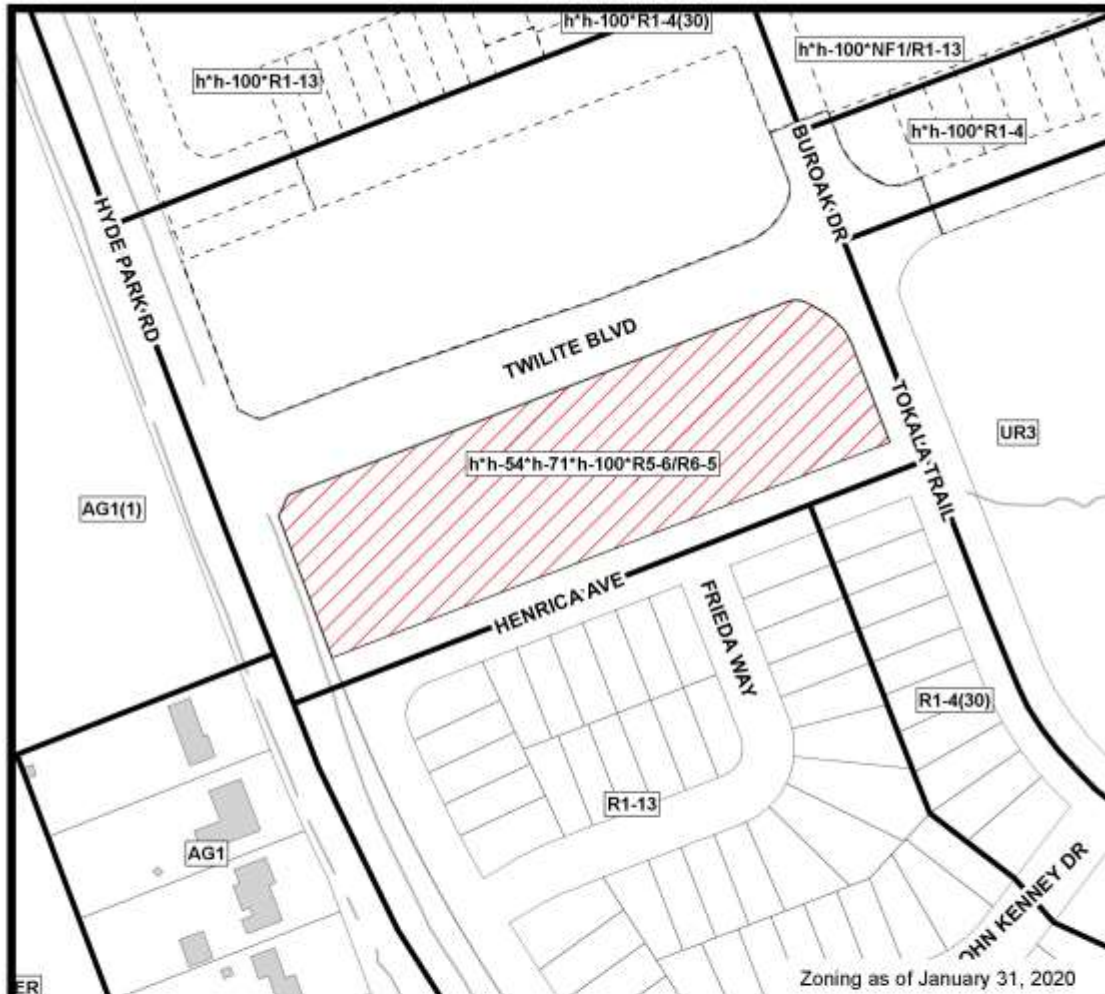 h*h-100*R1-4(30)
h*h-100*R1-13
h*h-100*NF1/R1-13
h*h-100*R1-4
BUROAK DR
HYDE PARK RD
TWILITE BLVD
h*h-54*h-71*h-100*R5-6/R6-5
TOKALA TRAIL
UR3
AG1(1)
HENRICA AVE
FRIEDA WAY
R1-4(30)
R1-13
AG1
OHN KENNEY DR
ER
Zoning as of January 31, 2020